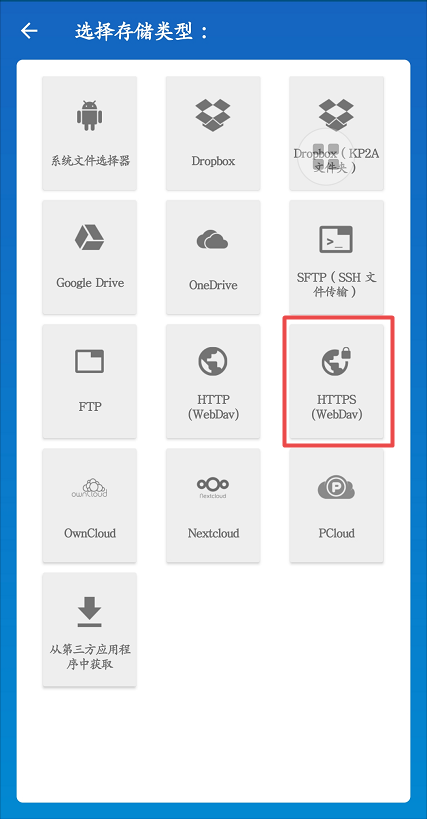 选择存储类型：
系统文件选择器
Dropbox
Dropbox（KP2A
文件夹）
Google Drive
OneDrive
>_
SFTP（SSH 文
件传输）
FTP
HTTP
(WebDav)
HTTPS
(WebDav)
ownCloud
OwnCloud
Nextcloud
Nextcloud
P
PCloud
从第三方应用程
序中获取